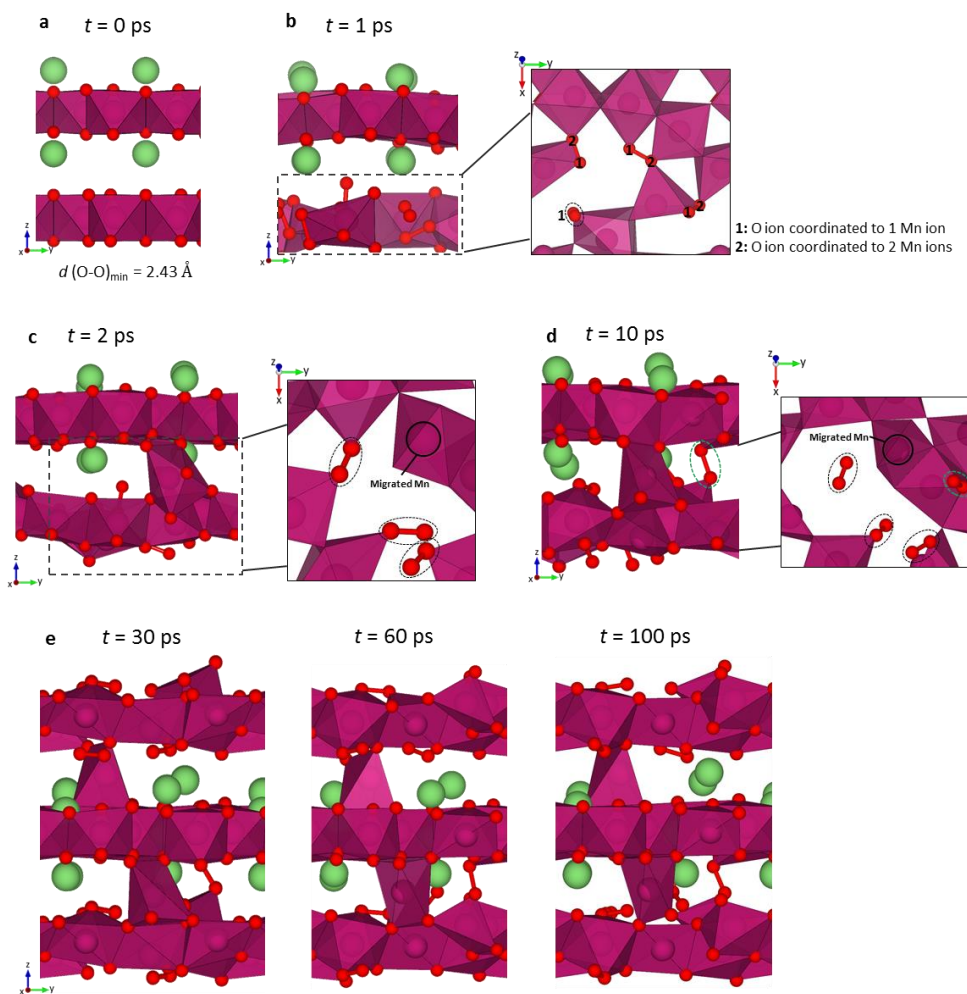 a t = 0 ps
z
x y
d (O-O)min = 2.43 Å
b t = 1 ps
z
x y
z
y
x
2
1
1
2
1 2
1
1: O ion coordinated to 1 Mn ion
2: O ion coordinated to 2 Mn ions
c t = 2 ps
z
x y
z
y
x
Migrated Mn
d t = 10 ps
z
x y
z
y
x
Migrated Mn
e t = 30 ps t = 60 ps t = 100 ps
z
x y